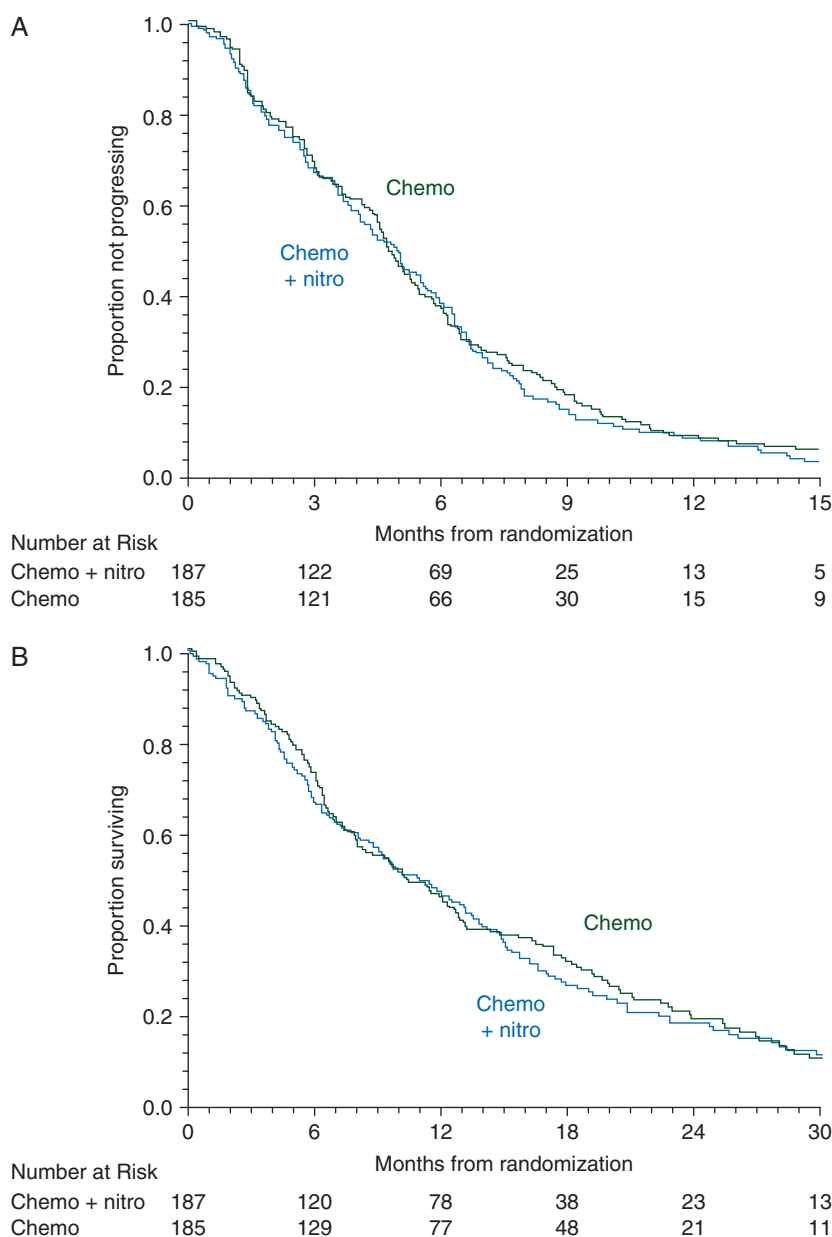 A
Proportion not progressing
1.0
0.8
0.6
0.4
0.2
0.0
Chemo
Chemo
+ nitro
0 3 6 9 12 15
Months from randomization
Number at Risk
Chemo + nitro 187 122 69 25 13 5
Chemo 185 121 66 30 15 9
B
Proportion surviving
1.0
0.8
0.6
0.4
0.2
0.0
Chemo
Chemo
+ nitro
0 6 12 18 24 30
Months from randomization
Number at Risk
Chemo + nitro 187 120 78 38 23 13
Chemo 185 129 77 48 21 11